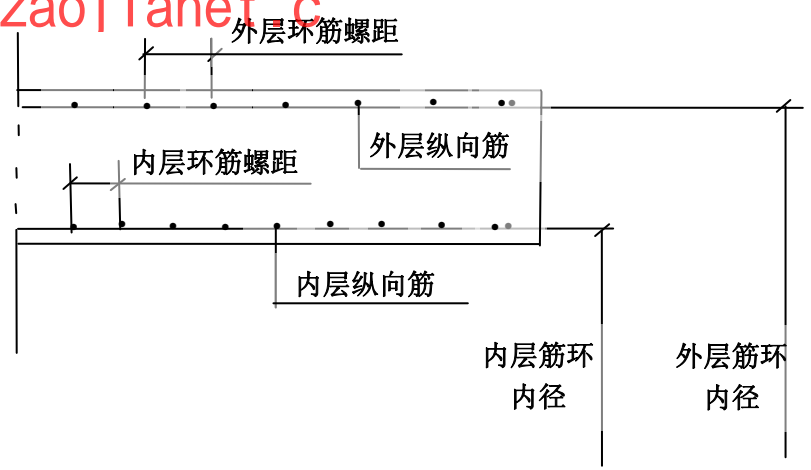 zaojianet.c
外层环筋螺距
外层纵向筋
内层环筋螺距
内层纵向筋
内层筋环
内径
外层筋环
内径